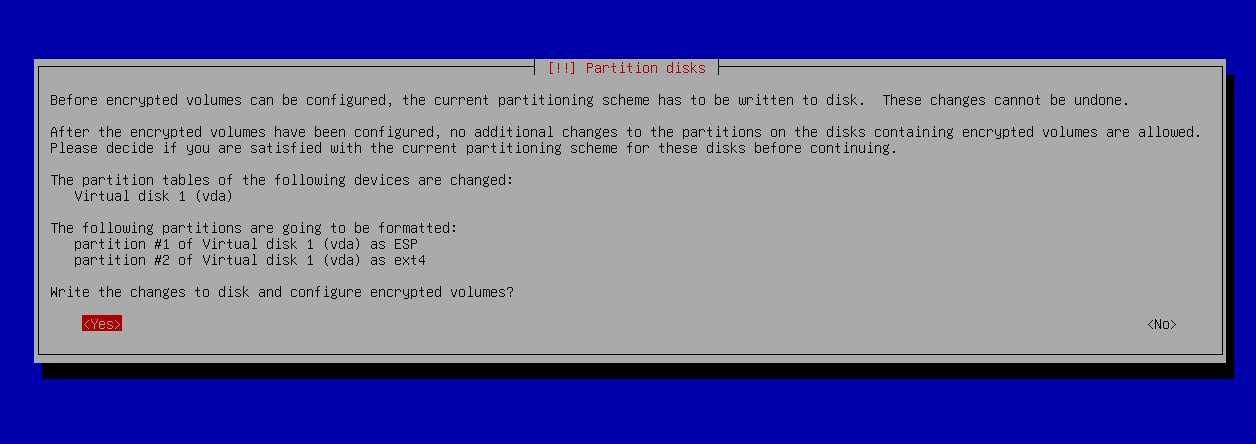 [!!] Partition disks
Before encrypted volumes can be configured, the current partitioning scheme has to be written to disk.  These changes cannot be undone.
After the encrypted volumes have been configured, no additional changes to the partitions on the disks containing encrypted volumes are allowed.
Please decide if you are satisfied with the current partitioning scheme for these disks before continuing.
The partition tables of the following devices are changed:
Virtual disk 1 (vda)
The following partitions are going to be formatted:
partition #1 of Virtual disk 1 (vda) as ESP
partition #2 of Virtual disk 1 (vda) as ext4
Write the changes to disk and configure encrypted volumes?
<Yes> <No>